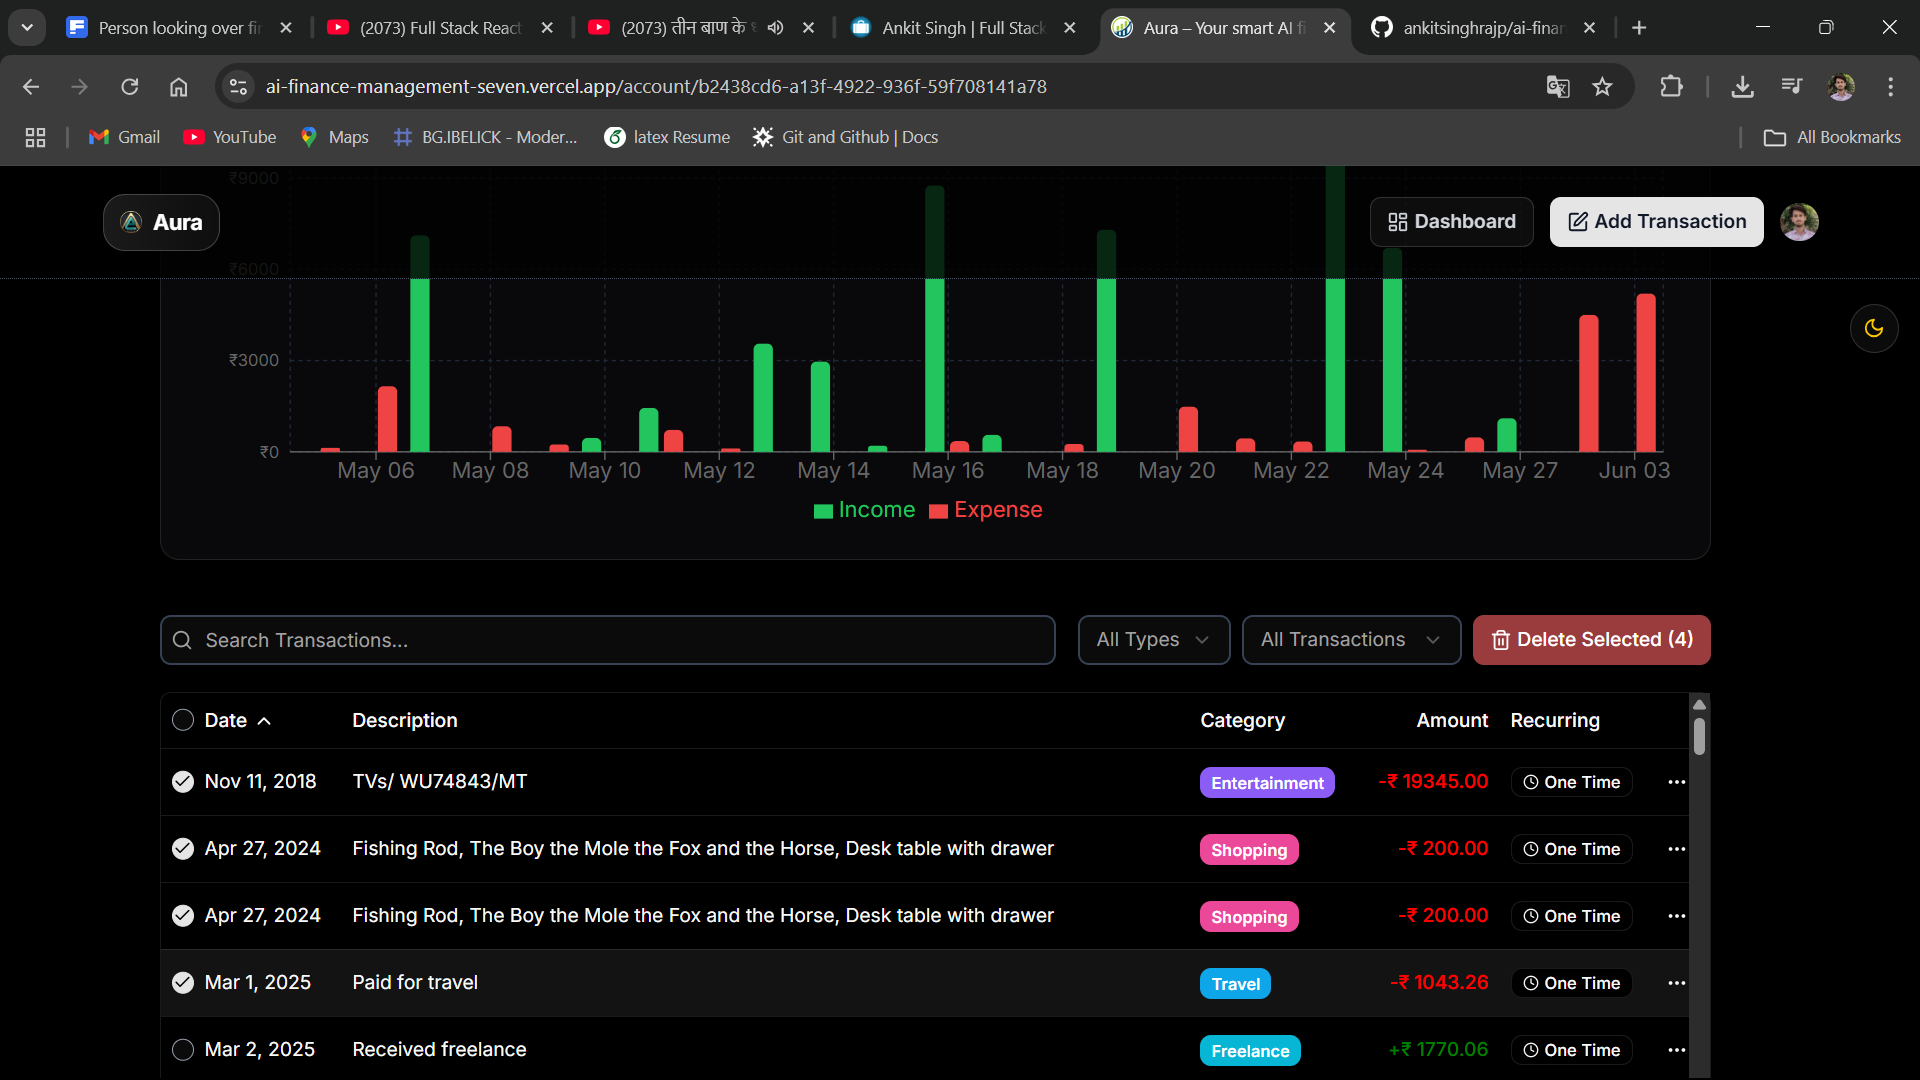 Person looking over fi
(2073) Full Stack React
(2073) तीन बाण के
Ankit Singh | Full Stack
Aura – Your smart AI fi
ankitsinghrajp/ai-finan
ai-finance-management-seven.vercel.app/account/b2438cd6-a13f-4922-936f-59f708141a78
Gmail
YouTube
Maps
BG.IBELICK - Moder...
latex Resume
Git and Github | Docs
All Bookmarks
Aura
Dashboard
Add Transaction
₹9000
₹6000
₹3000
₹0
May 06
May 08
May 10
May 12
May 14
May 16
May 18
May 20
May 22
May 24
May 27
Jun 03
Income
Expense
Search Transactions...
All Types
All Transactions
Delete Selected (4)
Date
Description
Category
Amount
Recurring
Nov 11, 2018
TVs/ WU74843/MT
Entertainment
-₹ 19345.00
One Time
Apr 27, 2024
Fishing Rod, The Boy the Mole the Fox and the Horse, Desk table with drawer
Shopping
-₹ 200.00
One Time
Apr 27, 2024
Fishing Rod, The Boy the Mole the Fox and the Horse, Desk table with drawer
Shopping
-₹ 200.00
One Time
Mar 1, 2025
Paid for travel
Travel
-₹ 1043.26
One Time
Mar 2, 2025
Received freelance
Freelance
+₹ 1770.06
One Time